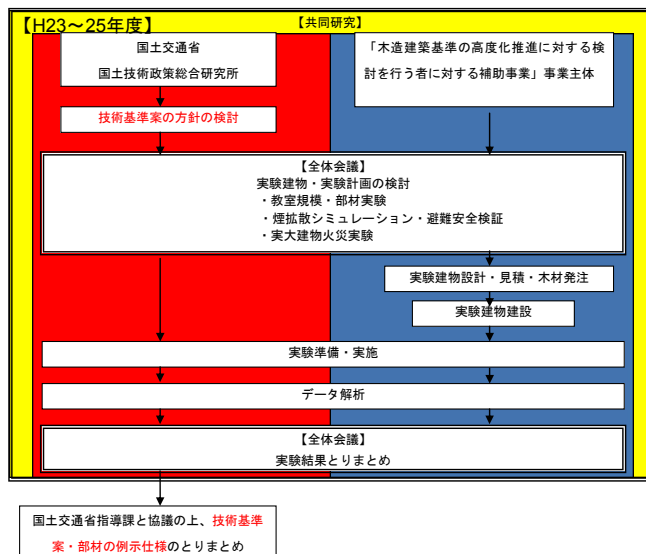 【H23～25年度】
【共同研究】
国土交通省
国土技術政策総合研究所
「木造建築基準の高度化推進に対する検
討を行う者に対する補助事業」事業主体
技術基準案の方針の検討
【全体会議】
実験建物・実験計画の検討
・教室規模・部材実験
・煙拡散シミュレーション・避難安全検証
・実大建物火災実験
実験建物設計・見積・木材発注
実験建物建設
実験準備・実施
データ解析
【全体会議】
実験結果とりまとめ
国土交通省指導課と協議の上、技術基準
案・部材の例示仕様のとりまとめ